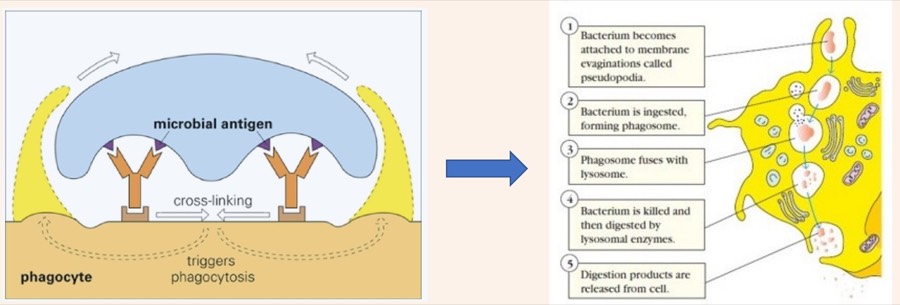 microbial antigen
cross-linking
triggers
phagocytosis
phagocyte
1
Bacterium becomes
attached to membrane
evaginations called
pseudopodia.
2
Bacterium is ingested,
forming phagosome.
3
Phagosome fuses with
lysosome.
4
Bacterium is killed and
then digested by
lysosomal enzymes.
5
Digestion products are
released from cell.